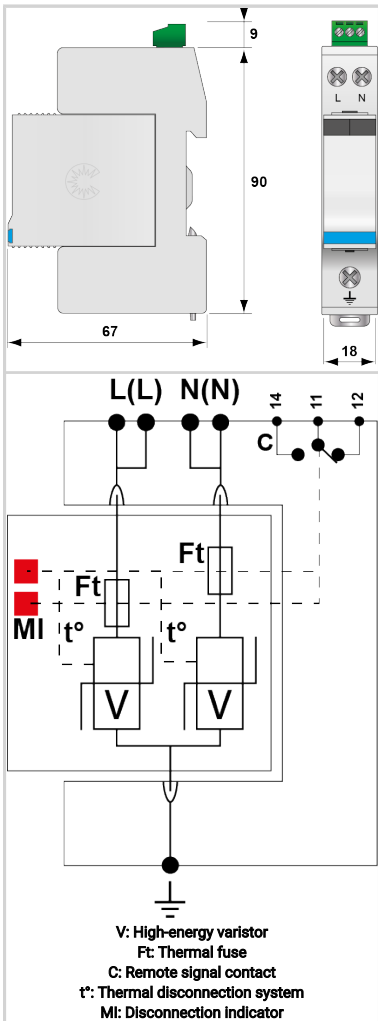 9
L N
90
67
18
L(L) N(N) 14 11 12
C
Ft
Ft
MI t° t°
V V
V: High-energy varistor
Ft: Thermal fuse
C: Remote signal contact
t°: Thermal disconnection system
MI: Disconnection indicator